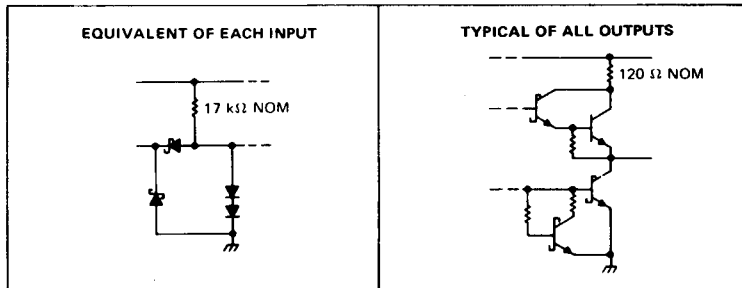 EQUIVALENT OF EACH INPUT
17 kΩ NOM
TYPICAL OF ALL OUTPUTS
120 Ω NOM